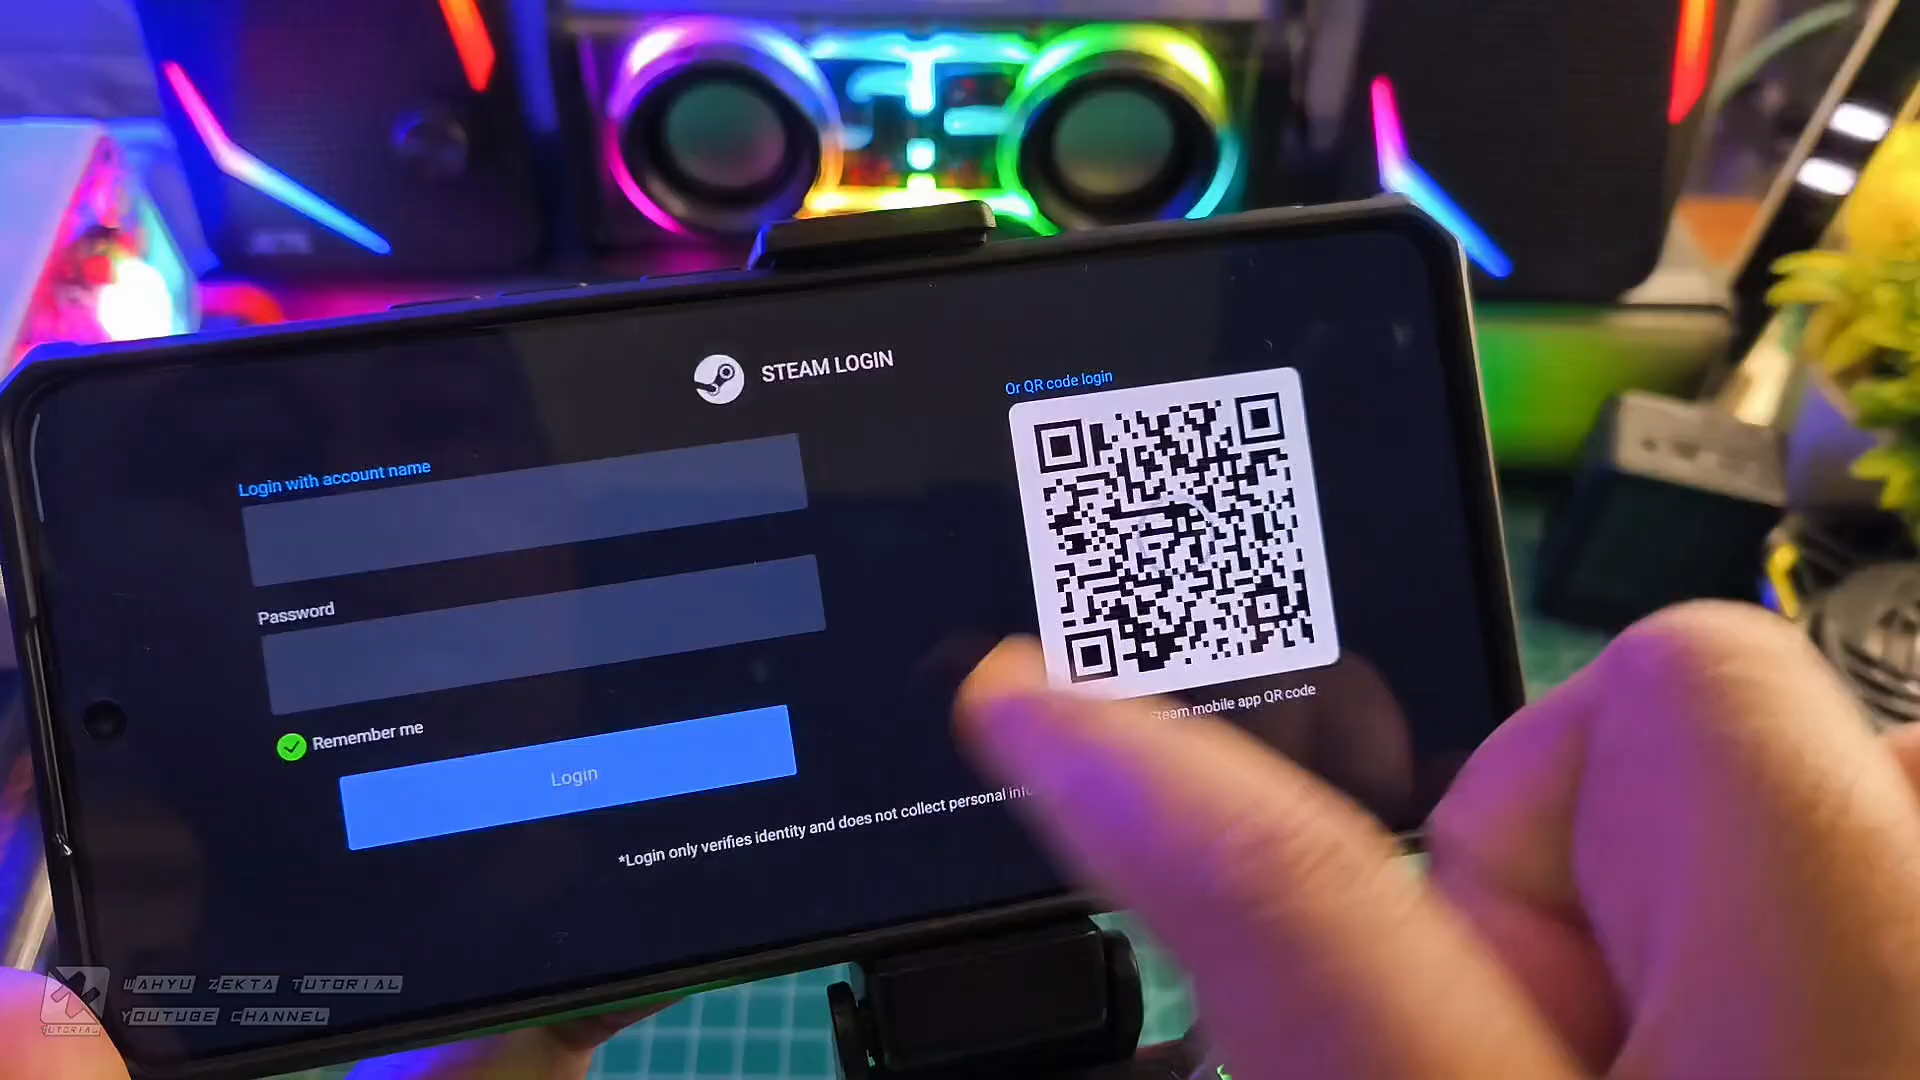 STEAM LOGIN
Or QR code login
Login with account name
Password
Remember me
Login
Steam mobile app QR code
*Login only verifies identity and does not collect personal
WAHYU ZEKTA TUTORIAL
YOUTUBE CHANNEL
TUTORIAL